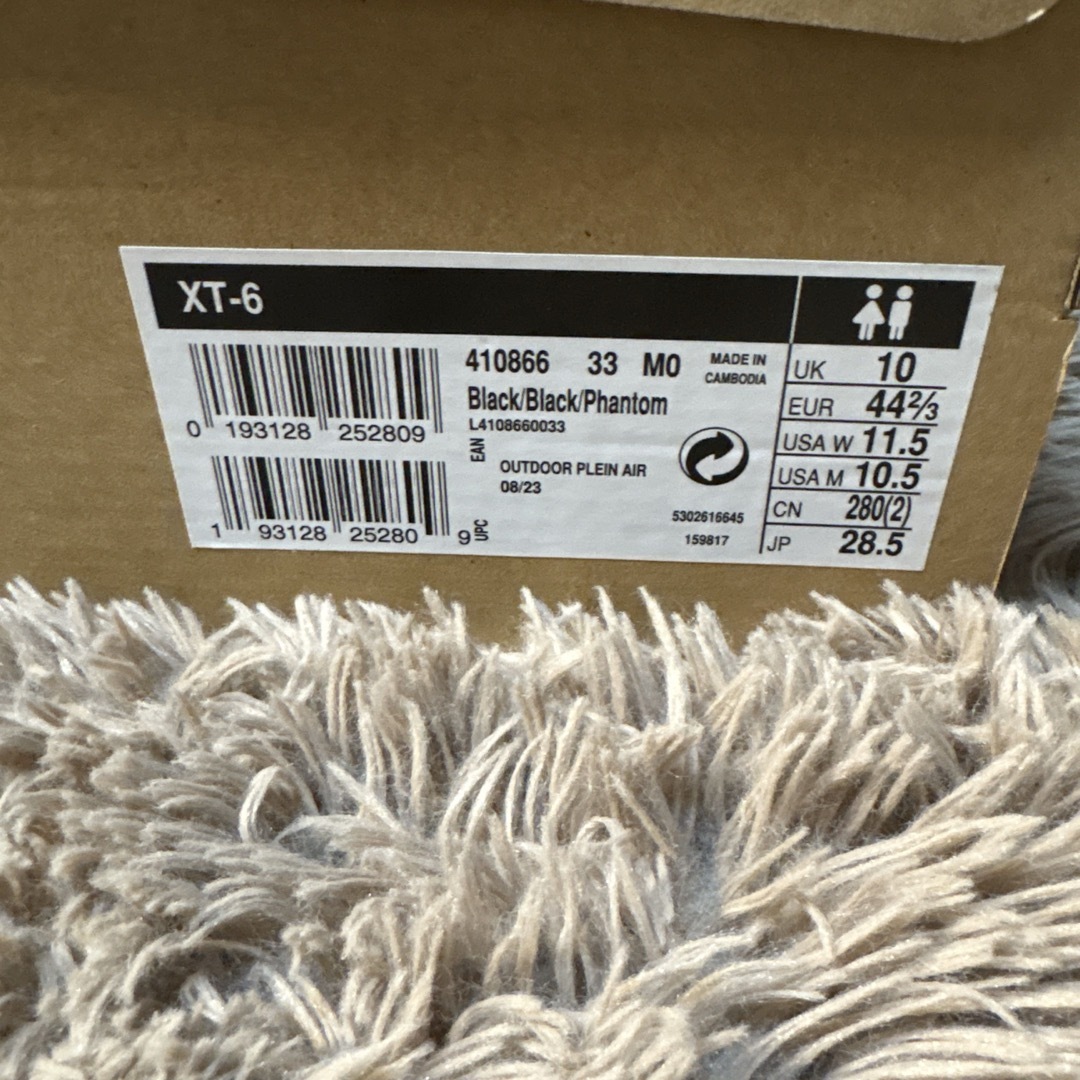 XT-6
0 193128 252809
EAN
1 93128 25280 9
UPC
410866 33 M0
Black/Black/Phantom
L4108660033
OUTDOOR PLEIN AIR
08/23
MADE IN
CAMBODIA
5302616645
159817
UK 10
EUR 44⅔
USA W 11.5
USA M 10.5
CN 280(2)
JP 28.5